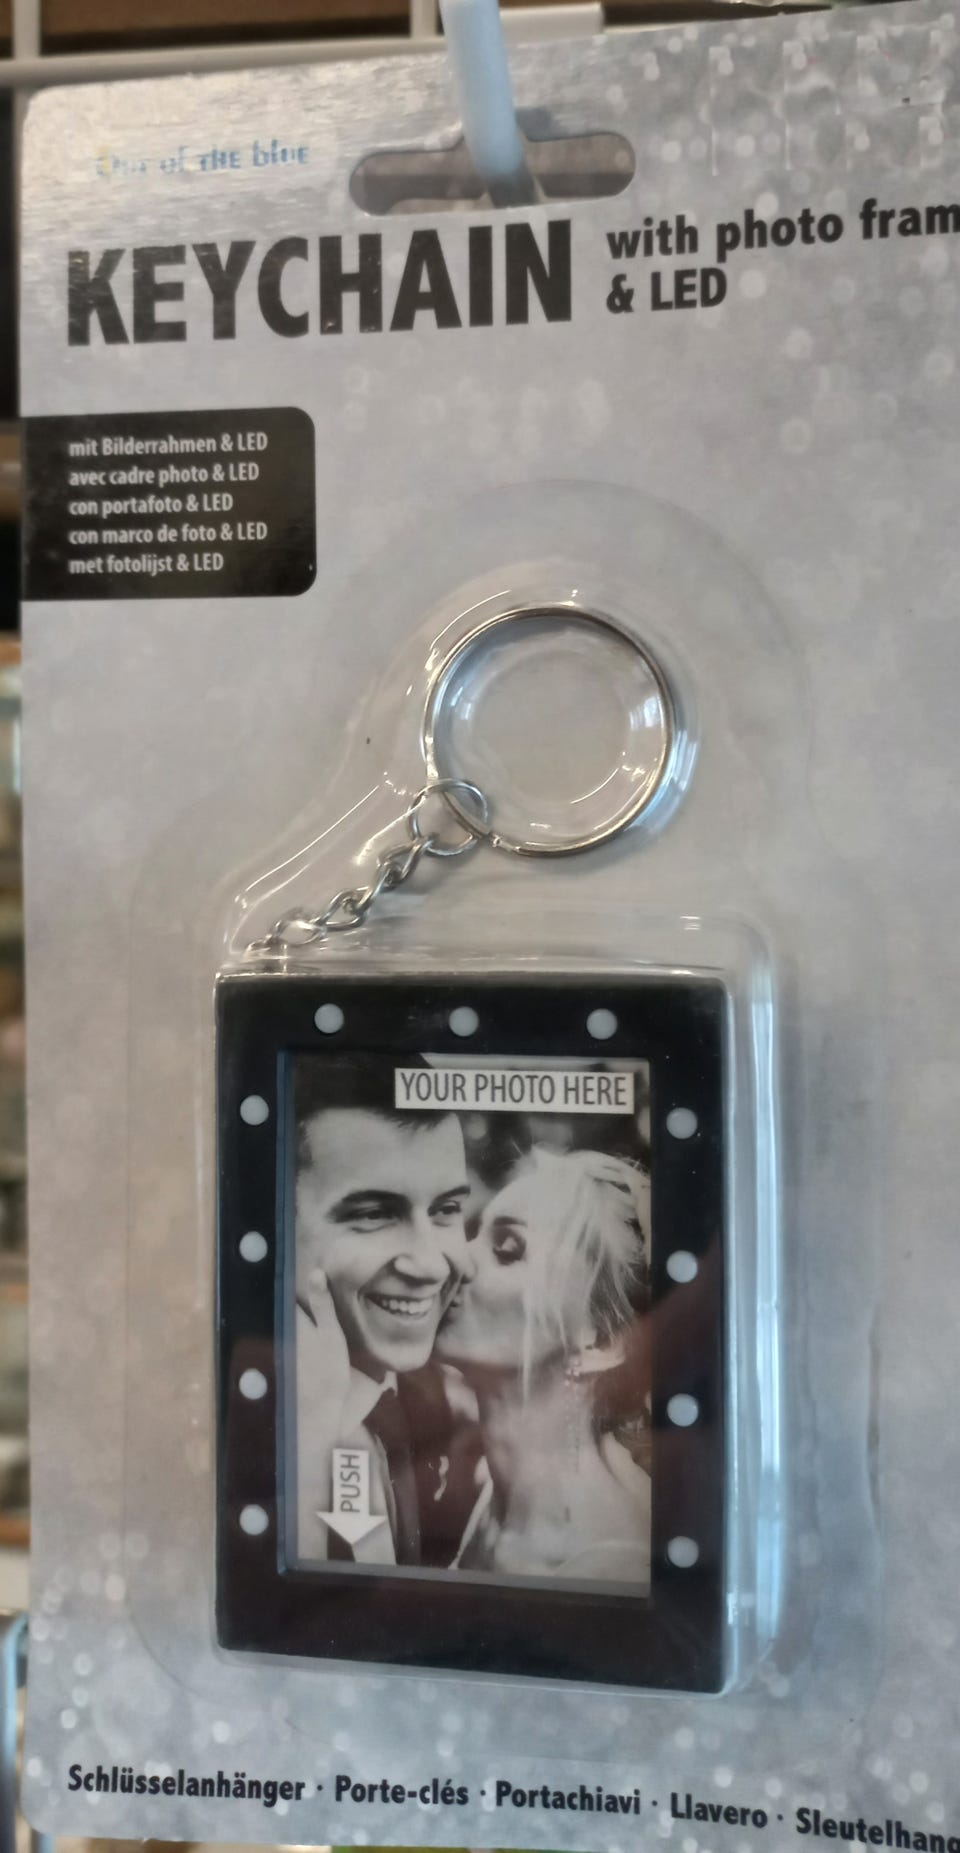 Out of the blue
KEYCHAIN
with photo fram
& LED
mit Bilderrahmen & LED
avec cadre photo & LED
con portafoto & LED
con marco de foto & LED
met fotolijst & LED
YOUR PHOTO HERE
PUSH
Schlüsselanhänger · Porte-clés · Portachiavi · Llavero · Sleutelhang